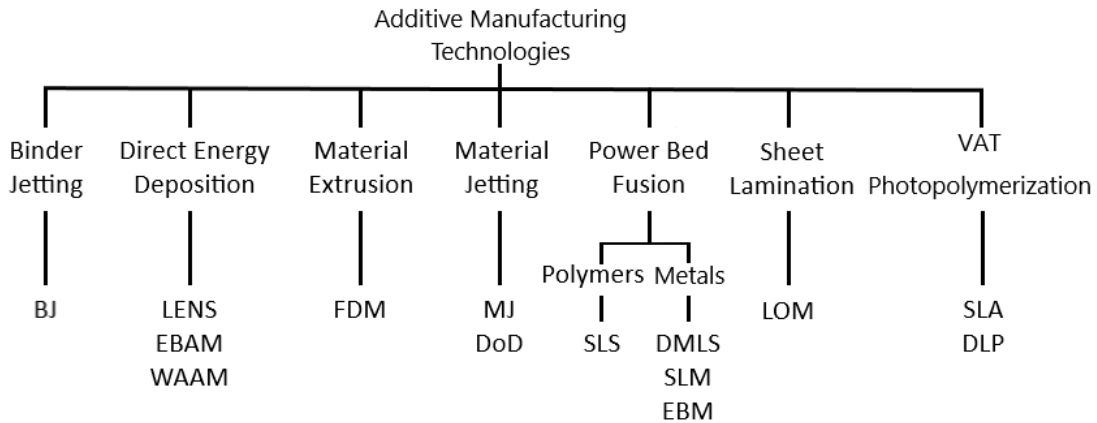 Additive Manufacturing
Technologies
Binder
Jetting
Direct Energy
Deposition
Material
Extrusion
Material
Jetting
Power Bed
Fusion
Sheet
Lamination
VAT
Photopolymerization
BJ
LENS
EBAM
WAAM
FDM
MJ
DoD
Polymers
SLS
Metals
DMLS
SLM
EBM
LOM
SLA
DLP